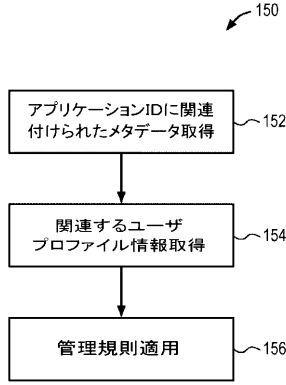 150
アプリケーションIDに関連
付けられたメタデータ取得
152
関連するユーザ
プロファイル情報取得
154
管理規則適用
156